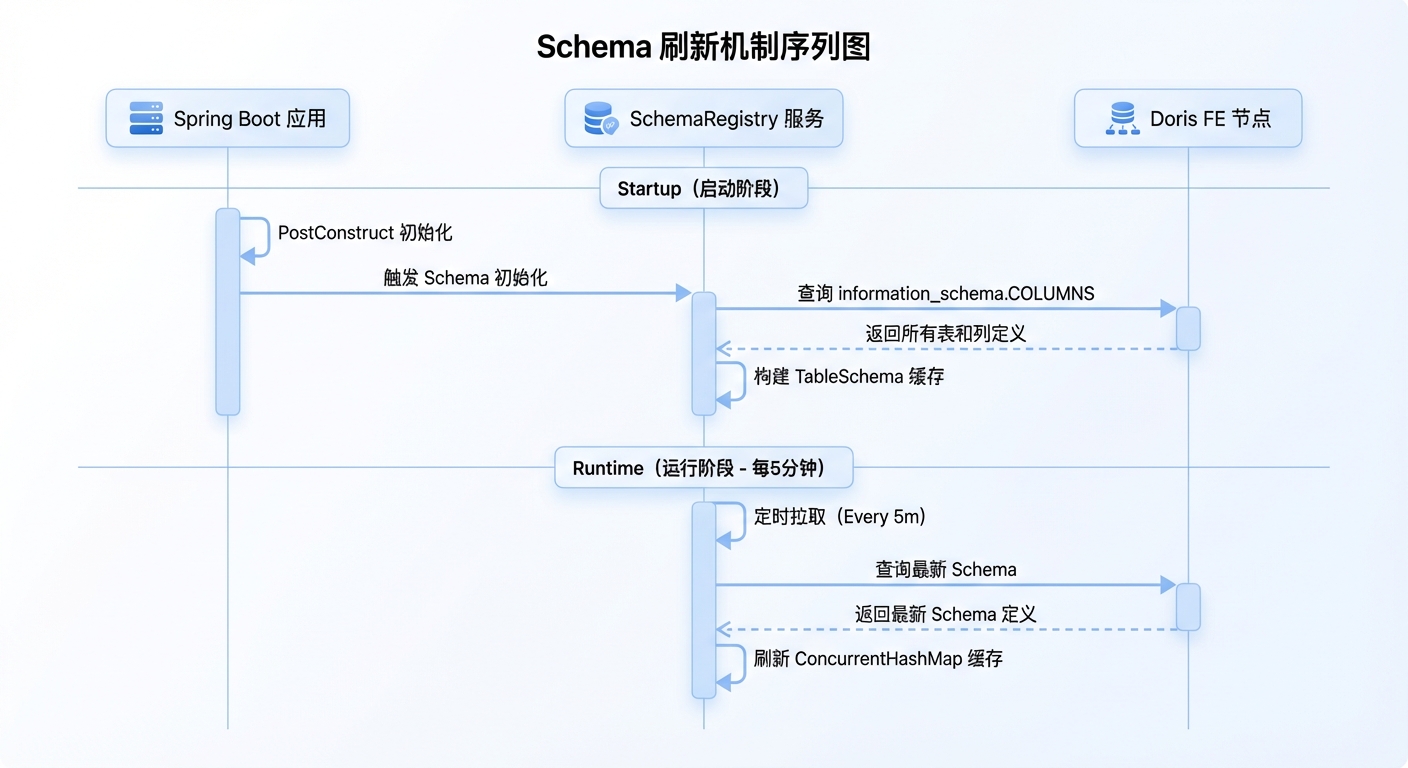 Schema 刷新机制序列图
Spring Boot 应用
SchemaRegistry 服务
Doris FE 节点
Startup（启动阶段）
PostConstruct 初始化
触发 Schema 初始化
查询 information_schema.COLUMNS
返回所有表和列定义
构建 TableSchema 缓存
Runtime（运行阶段 - 每5分钟）
定时拉取（Every 5m）
查询最新 Schema
返回最新 Schema 定义
刷新 ConcurrentHashMap 缓存